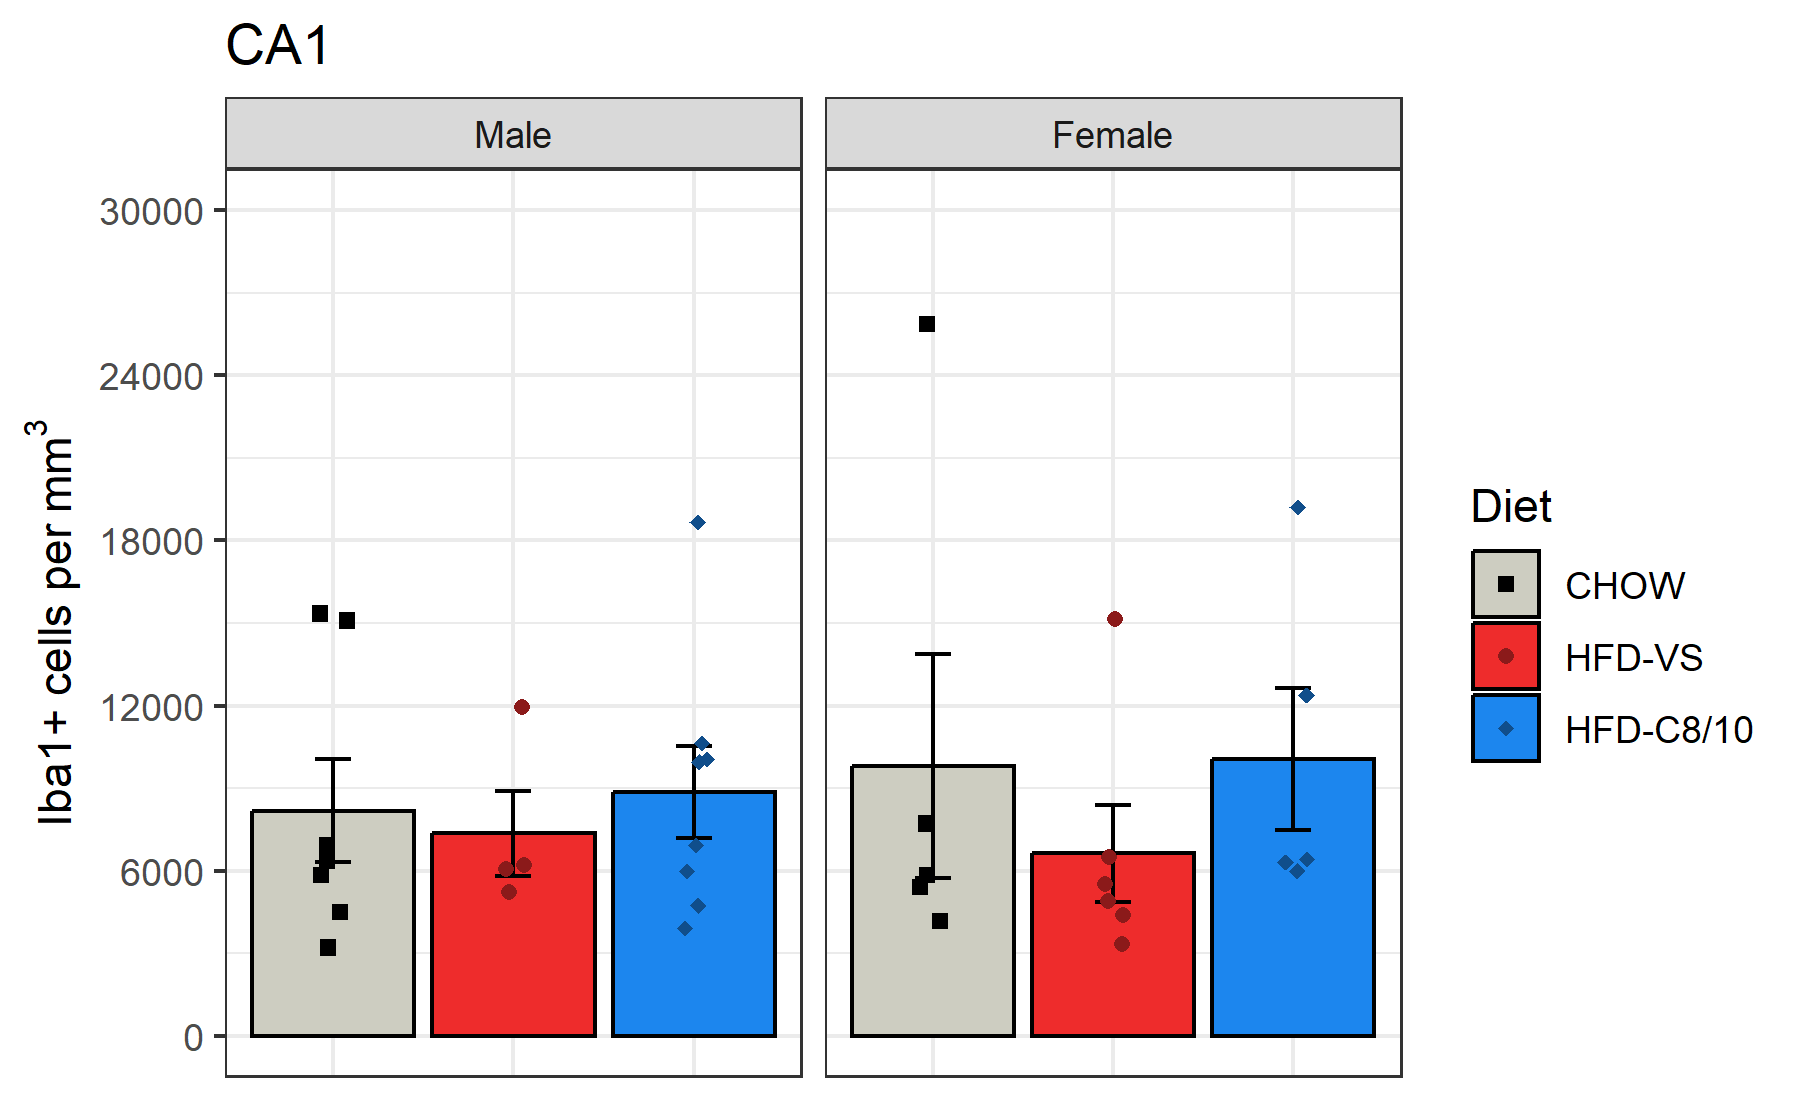 CA1
Male
Female
30000
24000
18000
12000
6000
0
Iba1+ cells per mm³
Diet
CHOW
HFD-VS
HFD-C8/10